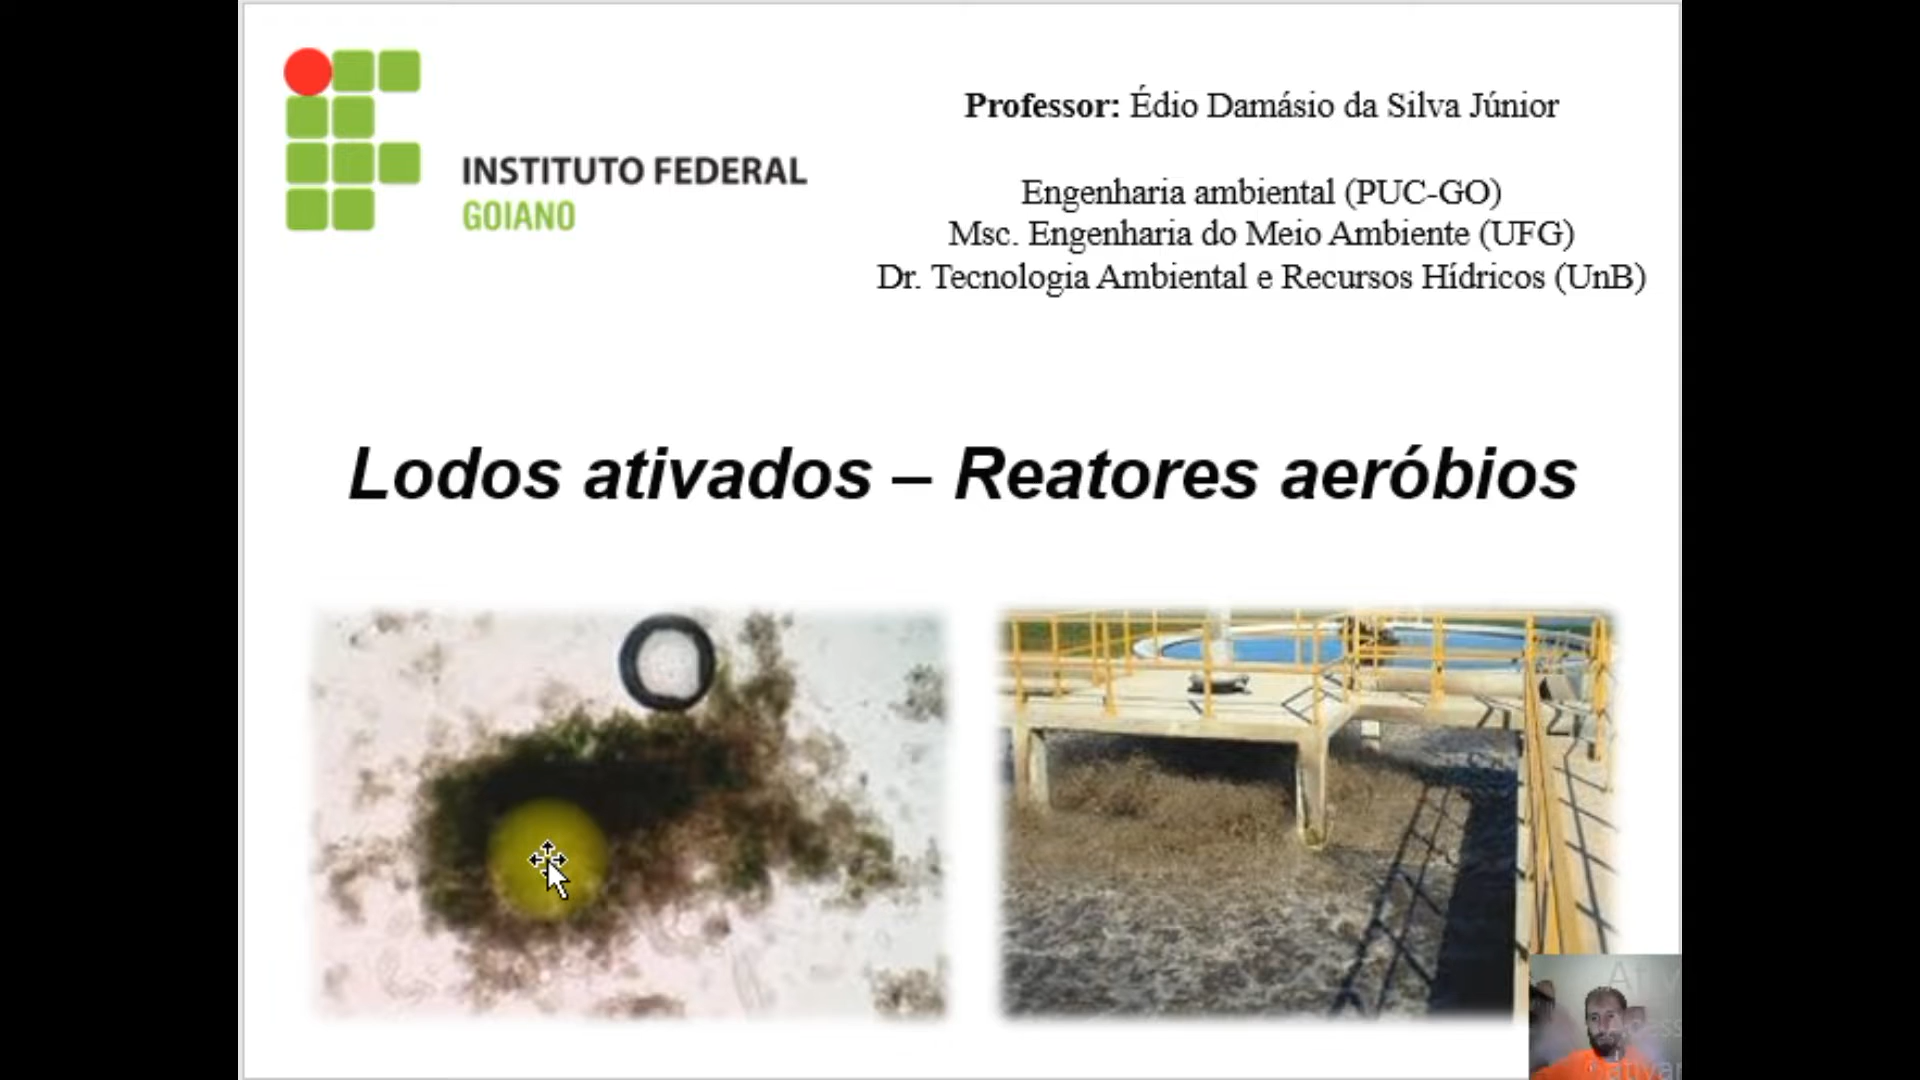 INSTITUTO FEDERAL
GOIANO
Professor: Édio Damásio da Silva Júnior
Engenharia ambiental (PUC-GO)
Msc. Engenharia do Meio Ambiente (UFG)
Dr. Tecnologia Ambiental e Recursos Hídricos (UnB)
Lodos ativados – Reatores aeróbios